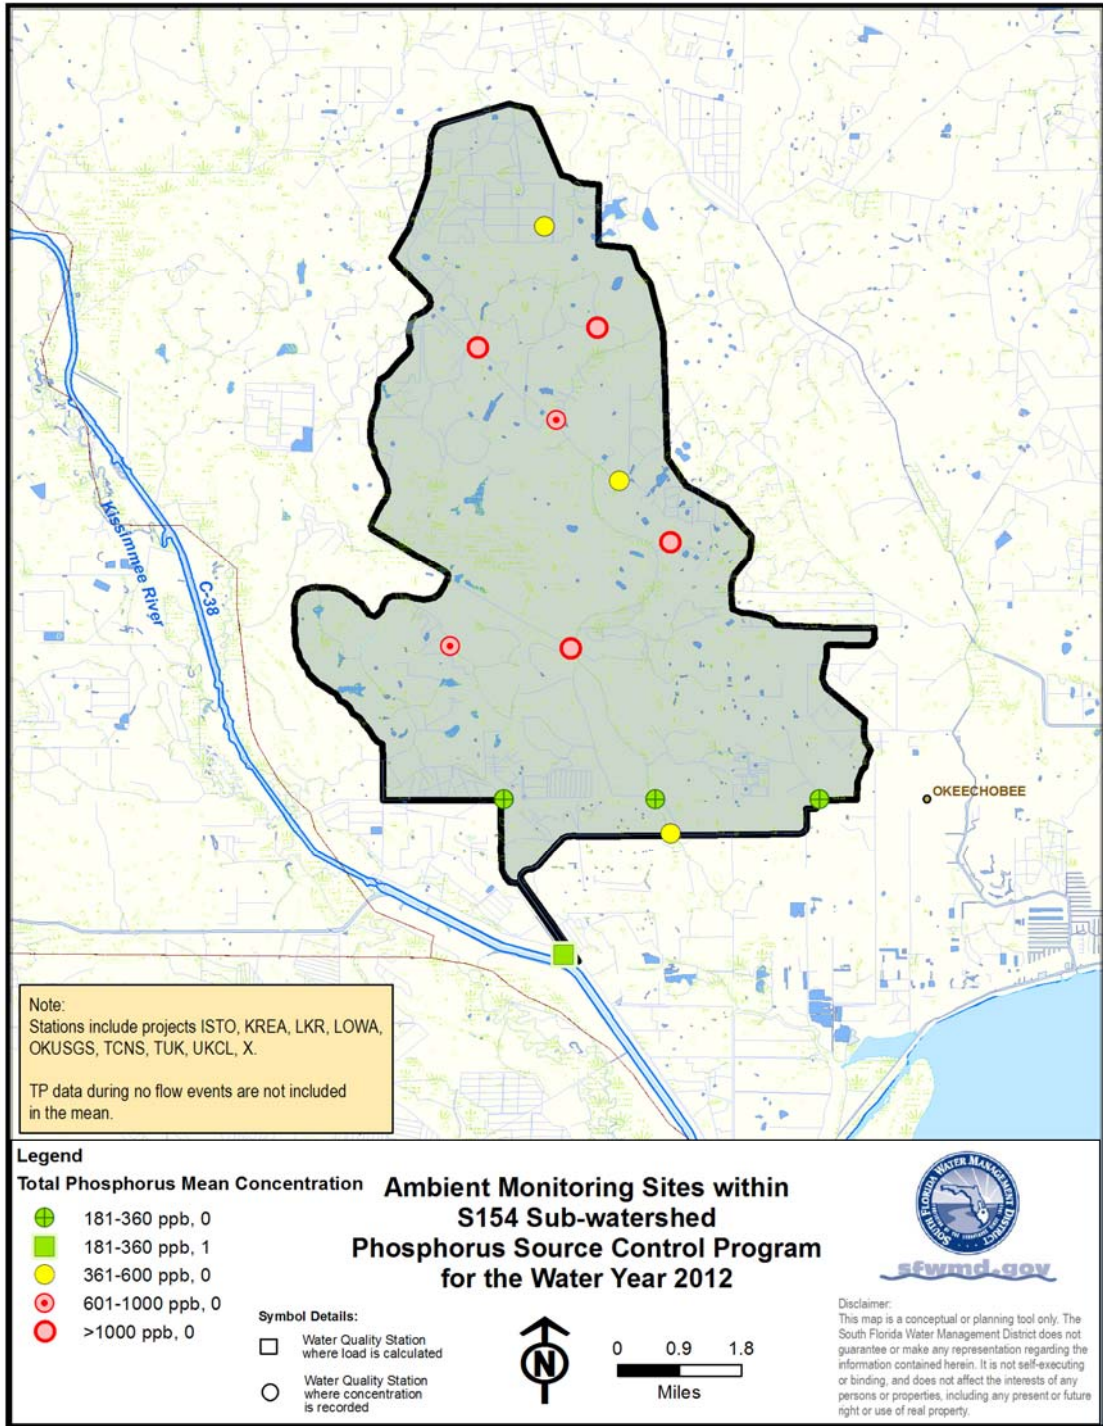 Kissimmee River
C-38
OKEECHOBEE
Note:
Stations include projects ISTO, KREA, LKR, LOWA,
OKUSGS, TCNS, TUK, UKCL, X.
TP data during no flow events are not included
in the mean.
Legend
Total Phosphorus Mean Concentration
181-360 ppb, 0
181-360 ppb, 1
361-600 ppb, 0
601-1000 ppb, 0
>1000 ppb, 0
Symbol Details:
Water Quality Station
where load is calculated
Water Quality Station
where concentration
is recorded
Ambient Monitoring Sites within
S154 Sub-watershed
Phosphorus Source Control Program
for the Water Year 2012
N
0 0.9 1.8
Miles
SOUTH FLORIDA WATER MANAGEMENT DISTRICT
sfwmd.gov
Disclaimer:
This map is a conceptual or planning tool only. The
South Florida Water Management District does not
guarantee or make any representation regarding the
information contained herein. It is not self-executing
or binding, and does not affect the interests of any
persons or properties, including any present or future
right or use of real property.